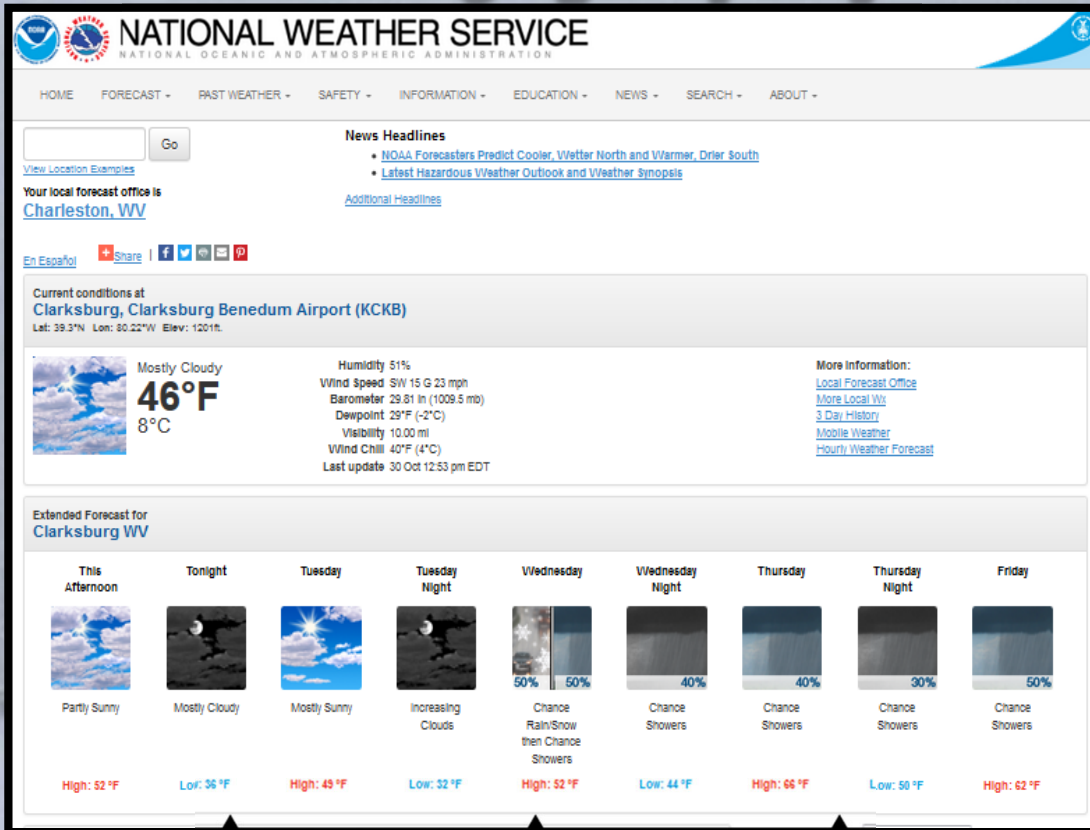 NATIONAL WEATHER SERVICE
NATIONAL OCEANIC AND ATMOSPHERIC ADMINISTRATION
HOME FORECAST PAST WEATHER SAFETY INFORMATION EDUCATION NEWS SEARCH ABOUT
Go
View Location Examples
Your local forecast office is
Charleston, WV
En Español Share |
News Headlines
• NOAA Forecasters Predict Cooler, Wetter North and Warmer, Drier South
• Latest Hazardous Weather Outlook and Weather Synopsis
Additional Headlines
Current conditions at
Clarksburg, Clarksburg Benedum Airport (KCKB)
Lat: 39.3°N Lon: 80.22°W Elev: 1201ft.
Mostly Cloudy
46°F
8°C
Humidity 51%
Wind Speed SW 15 G 23 mph
Barometer 29.81 in (1009.5 mb)
Dewpoint 29°F (-2°C)
Visibility 10.00 mi
Wind Chill 40°F (4°C)
Last update 30 Oct 12:53 pm EDT
More Information:
Local Forecast Office
More Local Wx
3 Day History
Mobile Weather
Hourly Weather Forecast
Extended Forecast for
Clarksburg WV
This Afternoon
Partly Sunny
High: 52 °F
Tonight
Mostly Cloudy
Low: 36 °F
Tuesday
Mostly Sunny
High: 49 °F
Tuesday
Night
Increasing
Clouds
Low: 32 °F
Wednesday
50% 50%
Chance
Rain/Snow
then Chance
Showers
High: 52 °F
Wednesday
Night
40%
Chance
Showers
Low: 44 °F
Thursday
40%
Chance
Showers
High: 66 °F
Thursday
Night
30%
Chance
Showers
Low: 50 °F
Friday
50%
Chance
Showers
High: 62 °F